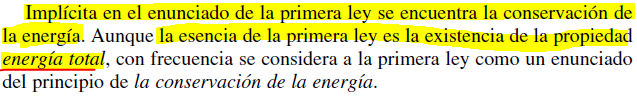 Implícita en el enunciado de la primera ley se encuentra la conservación de
la energía. Aunque la esencia de la primera ley es la existencia de la propiedad
energía total, con frecuencia se considera a la primera ley como un enunciado
del principio de la conservación de la energía.